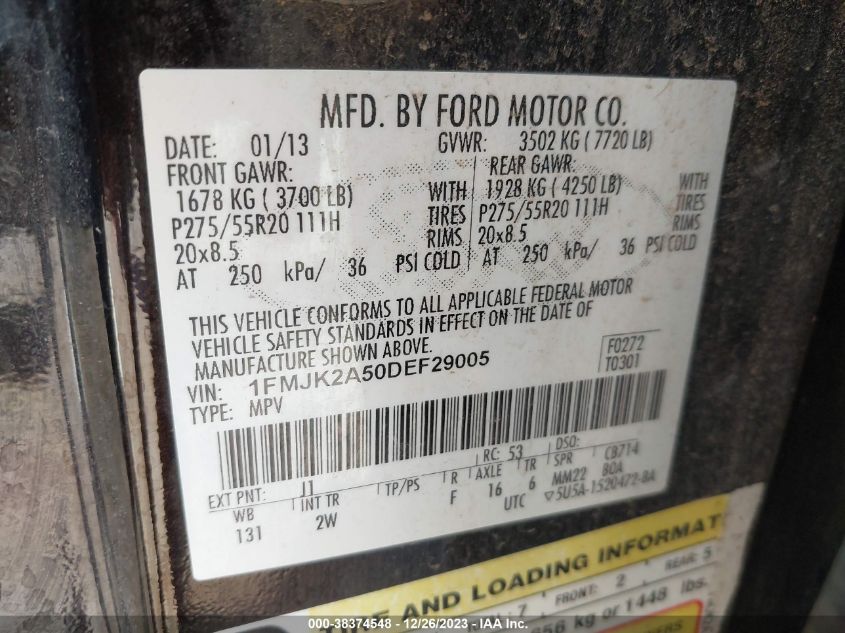 MFD. BY FORD MOTOR CO.
DATE: 01/13 GVWR: 3502 KG ( 7720 LB)
FRONT GAWR: REAR GAWR:
1678 KG ( 3700 LB) WITH 1928 KG ( 4250 LB) WITH
P275/55R20 111H TIRES P275/55R20 111H TIRES
20x8.5 RIMS 20x8.5 RIMS
AT 250 kPa/ 36 PSI COLD AT 250 kPa/ 36 PSI COLD
THIS VEHICLE CONFORMS TO ALL APPLICABLE FEDERAL MOTOR
VEHICLE SAFETY STANDARDS IN EFFECT ON THE DATE OF
MANUFACTURE SHOWN ABOVE.
VIN: 1FMJK2A50DEF29005 F0272
TYPE: MPV T0301
EXT PNT: J1 RC: 53 DSO:
WB INT TR TP/PS R AXLE TR SPR CB714
131 2W F 16 6 MM22 BOA
UTC ▽5U5A-1520472-BA
AND LOADING INFORMAT
7 FRONT: 2 REAR: 5
kg or 1448 lbs.
000-38374548 - 12/26/2023 - IAA Inc.